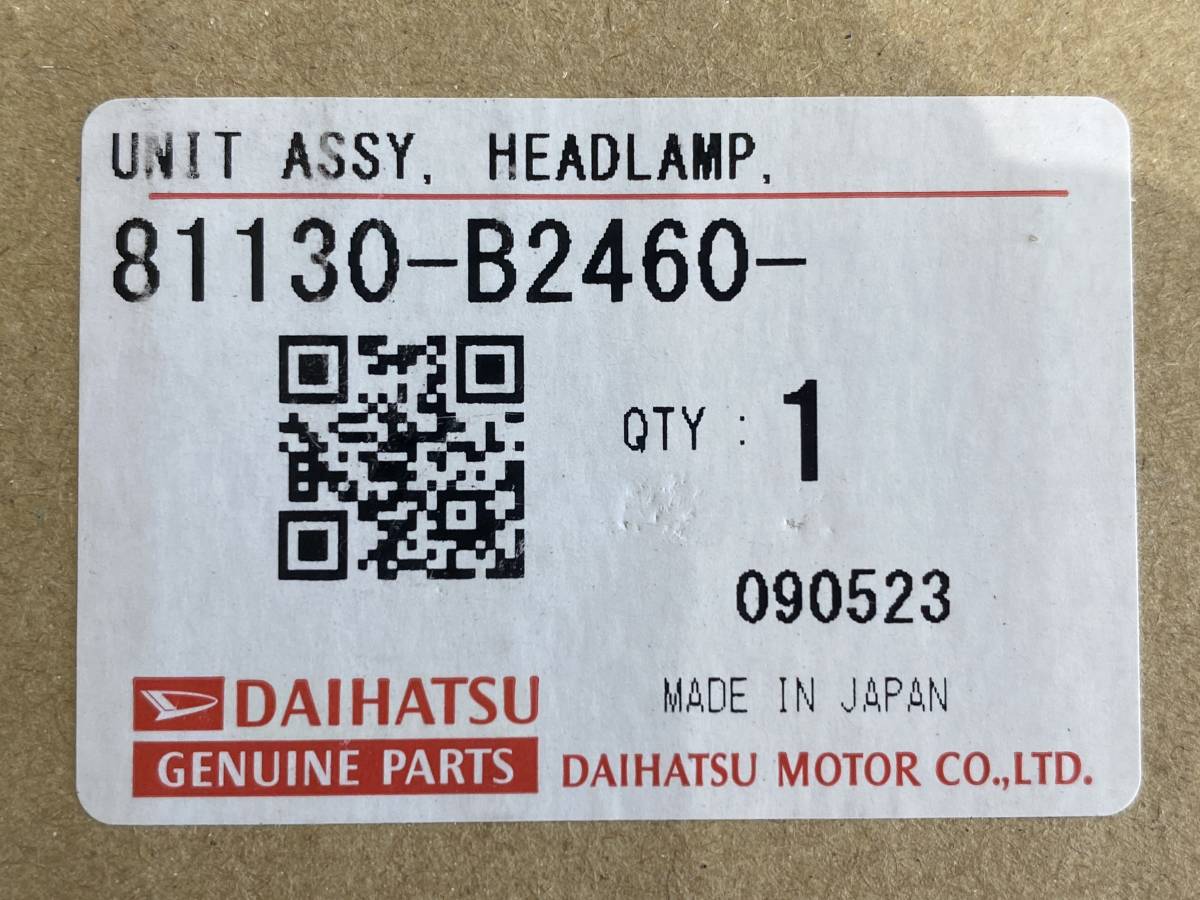 UNIT ASSY, HEADLAMP,
81130-B2460-
QTY : 1
090523
MADE IN JAPAN
DAIHATSU
GENUINE PARTS
DAIHATSU MOTOR CO.,LTD.